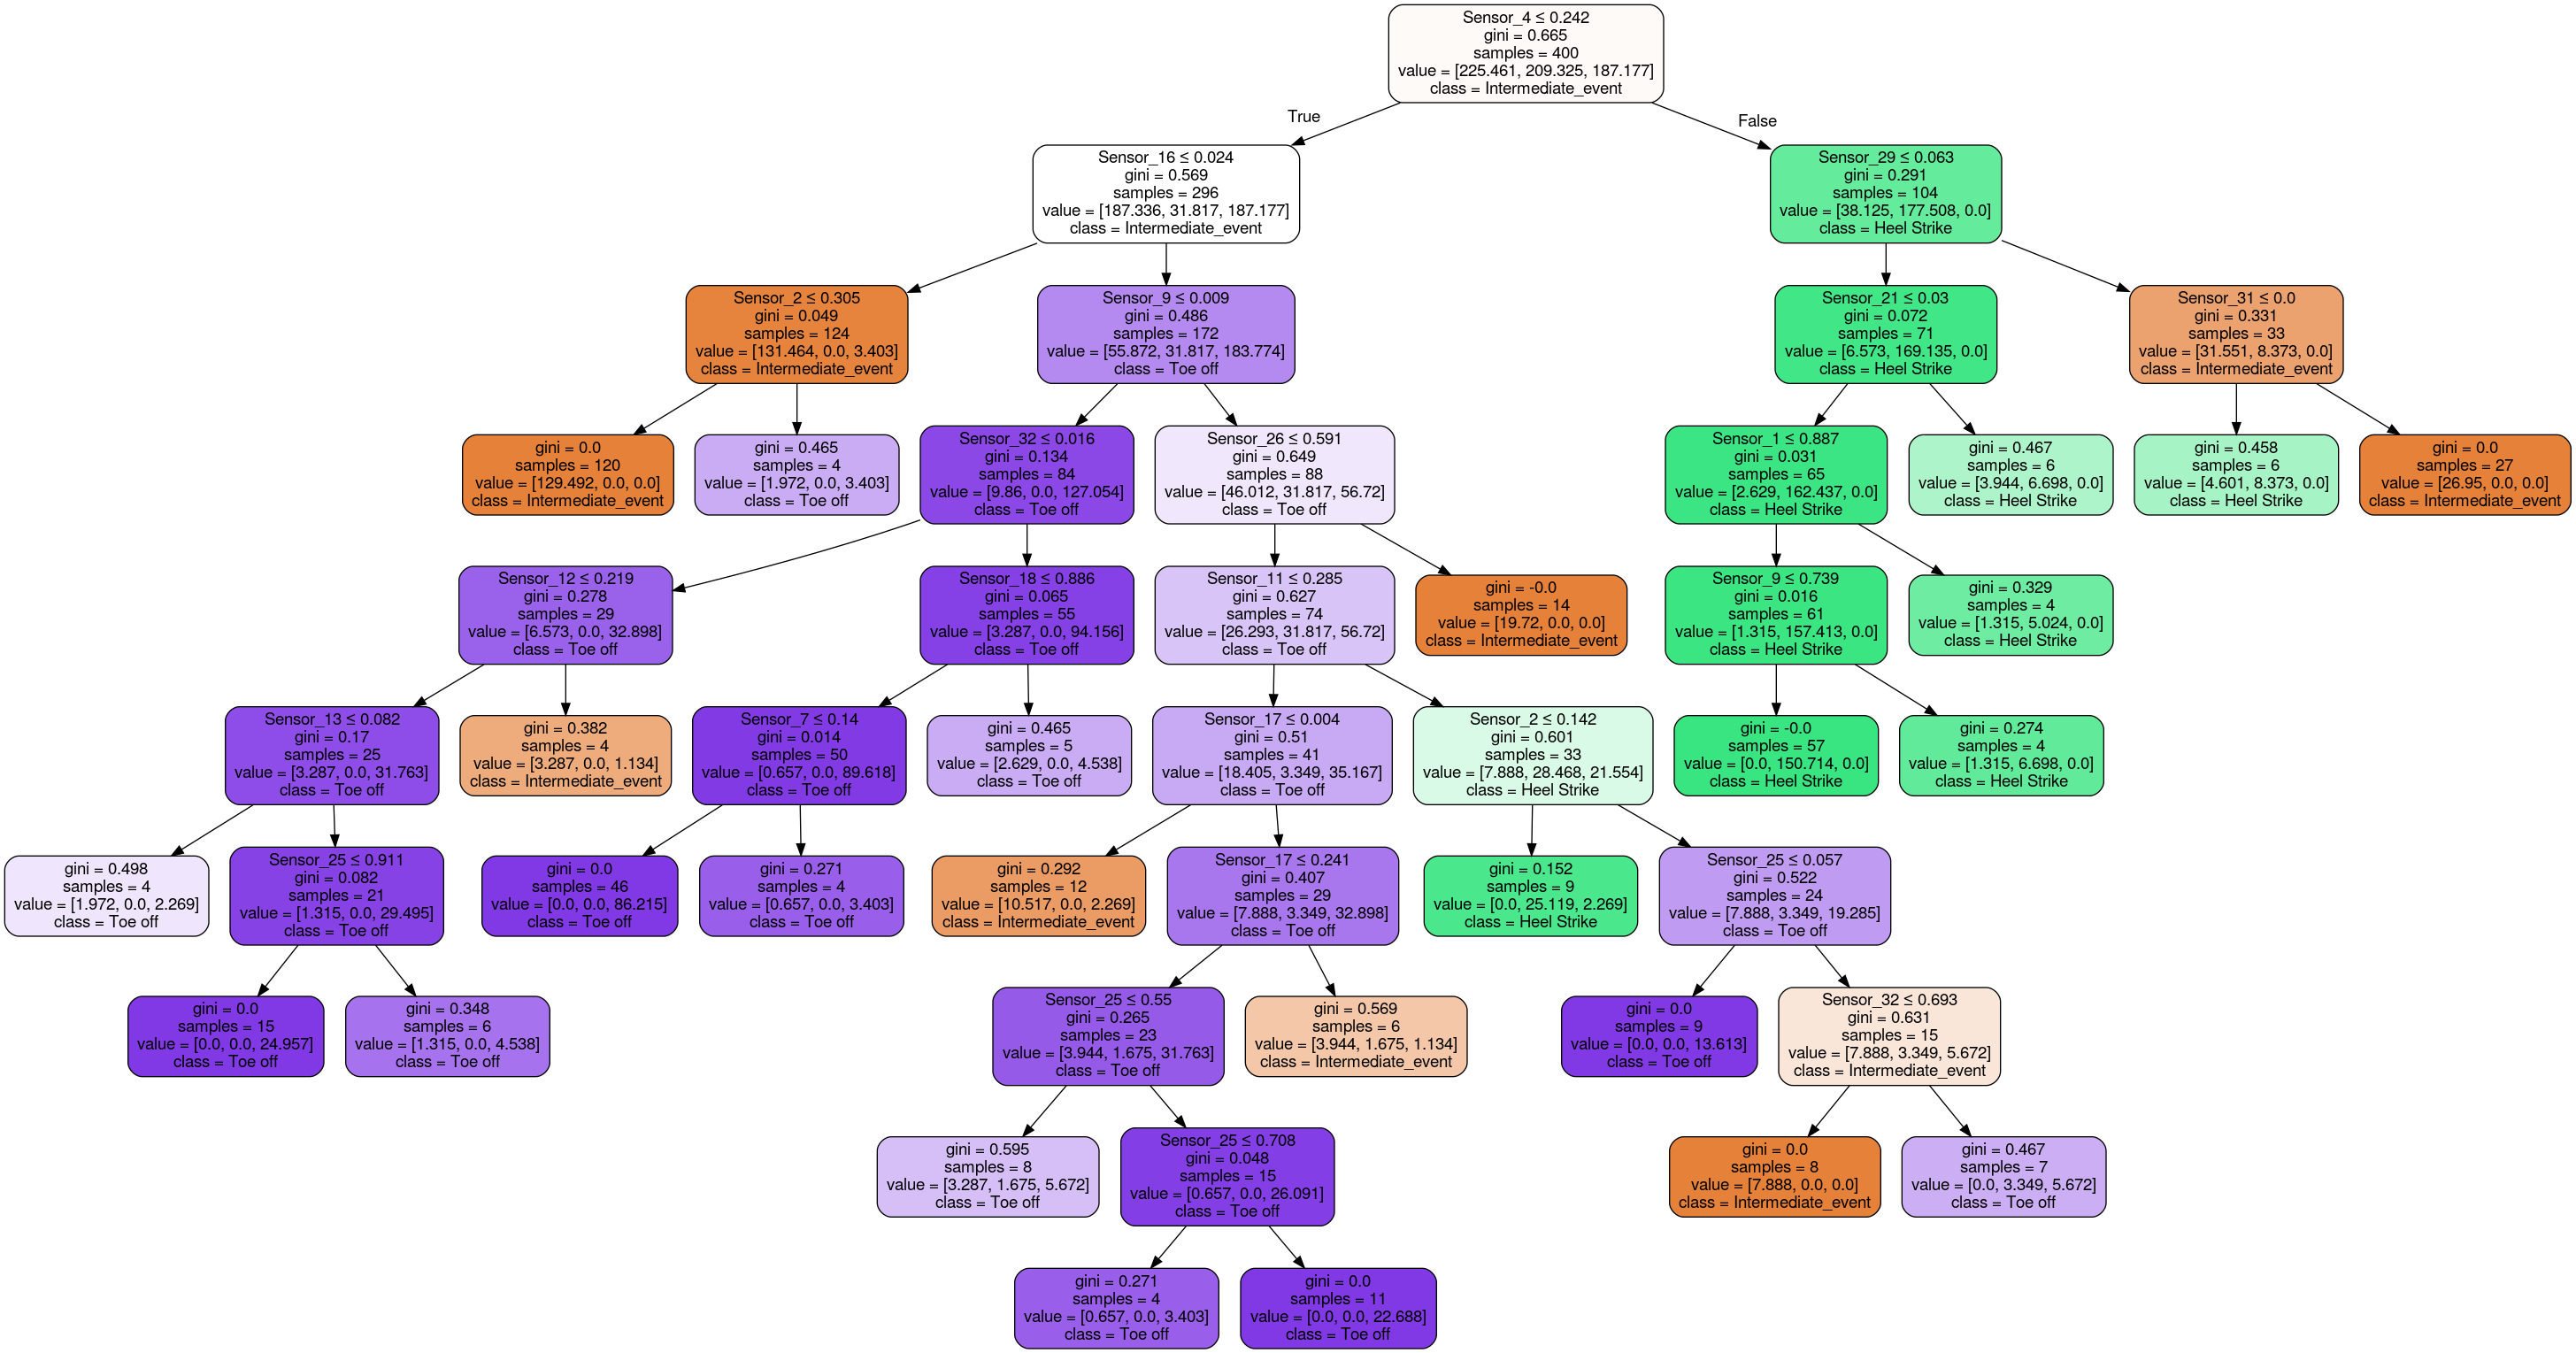 Sensor_4 ≤ 0.242
gini = 0.665
samples = 400
value = [225.461, 209.325, 187.177]
class = Intermediate_event
True
False
Sensor_16 ≤ 0.024
gini = 0.569
samples = 296
value = [187.336, 31.817, 187.177]
class = Intermediate_event
Sensor_29 ≤ 0.063
gini = 0.291
samples = 104
value = [38.125, 177.508, 0.0]
class = Heel Strike
Sensor_2 ≤ 0.305
gini = 0.049
samples = 124
value = [131.464, 0.0, 3.403]
class = Intermediate_event
Sensor_9 ≤ 0.009
gini = 0.486
samples = 172
value = [55.872, 31.817, 183.774]
class = Toe off
Sensor_21 ≤ 0.03
gini = 0.072
samples = 71
value = [6.573, 169.135, 0.0]
class = Heel Strike
Sensor_31 ≤ 0.0
gini = 0.331
samples = 33
value = [31.551, 8.373, 0.0]
class = Intermediate_event
gini = 0.0
samples = 120
value = [129.492, 0.0, 0.0]
class = Intermediate_event
gini = 0.465
samples = 4
value = [1.972, 0.0, 3.403]
class = Toe off
Sensor_32 ≤ 0.016
gini = 0.134
samples = 84
value = [9.86, 0.0, 127.054]
class = Toe off
Sensor_26 ≤ 0.591
gini = 0.649
samples = 88
value = [46.012, 31.817, 56.72]
class = Toe off
Sensor_1 ≤ 0.887
gini = 0.031
samples = 65
value = [2.629, 162.437, 0.0]
class = Heel Strike
gini = 0.467
samples = 6
value = [3.944, 6.698, 0.0]
class = Heel Strike
gini = 0.458
samples = 6
value = [4.601, 8.373, 0.0]
class = Heel Strike
gini = 0.0
samples = 27
value = [26.95, 0.0, 0.0]
class = Intermediate_event
Sensor_12 ≤ 0.219
gini = 0.278
samples = 29
value = [6.573, 0.0, 32.898]
class = Toe off
Sensor_18 ≤ 0.886
gini = 0.065
samples = 55
value = [3.287, 0.0, 94.156]
class = Toe off
Sensor_11 ≤ 0.285
gini = 0.627
samples = 74
value = [26.293, 31.817, 56.72]
class = Toe off
gini = -0.0
samples = 14
value = [19.72, 0.0, 0.0]
class = Intermediate_event
Sensor_9 ≤ 0.739
gini = 0.016
samples = 61
value = [1.315, 157.413, 0.0]
class = Heel Strike
gini = 0.329
samples = 4
value = [1.315, 5.024, 0.0]
class = Heel Strike
Sensor_13 ≤ 0.082
gini = 0.17
samples = 25
value = [3.287, 0.0, 31.763]
class = Toe off
gini = 0.382
samples = 4
value = [3.287, 0.0, 1.134]
class = Intermediate_event
Sensor_7 ≤ 0.14
gini = 0.014
samples = 50
value = [0.657, 0.0, 89.618]
class = Toe off
gini = 0.465
samples = 5
value = [2.629, 0.0, 4.538]
class = Toe off
Sensor_17 ≤ 0.004
gini = 0.51
samples = 41
value = [18.405, 3.349, 35.167]
class = Toe off
Sensor_2 ≤ 0.142
gini = 0.601
samples = 33
value = [7.888, 28.468, 21.554]
class = Heel Strike
gini = -0.0
samples = 57
value = [0.0, 150.714, 0.0]
class = Heel Strike
gini = 0.274
samples = 4
value = [1.315, 6.698, 0.0]
class = Heel Strike
gini = 0.498
samples = 4
value = [1.972, 0.0, 2.269]
class = Toe off
Sensor_25 ≤ 0.911
gini = 0.082
samples = 21
value = [1.315, 0.0, 29.495]
class = Toe off
gini = 0.0
samples = 46
value = [0.0, 0.0, 86.215]
class = Toe off
gini = 0.271
samples = 4
value = [0.657, 0.0, 3.403]
class = Toe off
gini = 0.292
samples = 12
value = [10.517, 0.0, 2.269]
class = Intermediate_event
Sensor_17 ≤ 0.241
gini = 0.407
samples = 29
value = [7.888, 3.349, 32.898]
class = Toe off
gini = 0.152
samples = 9
value = [0.0, 25.119, 2.269]
class = Heel Strike
Sensor_25 ≤ 0.057
gini = 0.522
samples = 24
value = [7.888, 3.349, 19.285]
class = Toe off
gini = 0.0
samples = 15
value = [0.0, 0.0, 24.957]
class = Toe off
gini = 0.348
samples = 6
value = [1.315, 0.0, 4.538]
class = Toe off
Sensor_25 ≤ 0.55
gini = 0.265
samples = 23
value = [3.944, 1.675, 31.763]
class = Toe off
gini = 0.569
samples = 6
value = [3.944, 1.675, 1.134]
class = Intermediate_event
gini = 0.0
samples = 9
value = [0.0, 0.0, 13.613]
class = Toe off
Sensor_32 ≤ 0.693
gini = 0.631
samples = 15
value = [7.888, 3.349, 5.672]
class = Intermediate_event
gini = 0.595
samples = 8
value = [3.287, 1.675, 5.672]
class = Toe off
Sensor_25 ≤ 0.708
gini = 0.048
samples = 15
value = [0.657, 0.0, 26.091]
class = Toe off
gini = 0.0
samples = 8
value = [7.888, 0.0, 0.0]
class = Intermediate_event
gini = 0.467
samples = 7
value = [0.0, 3.349, 5.672]
class = Toe off
gini = 0.271
samples = 4
value = [0.657, 0.0, 3.403]
class = Toe off
gini = 0.0
samples = 11
value = [0.0, 0.0, 22.688]
class = Toe off